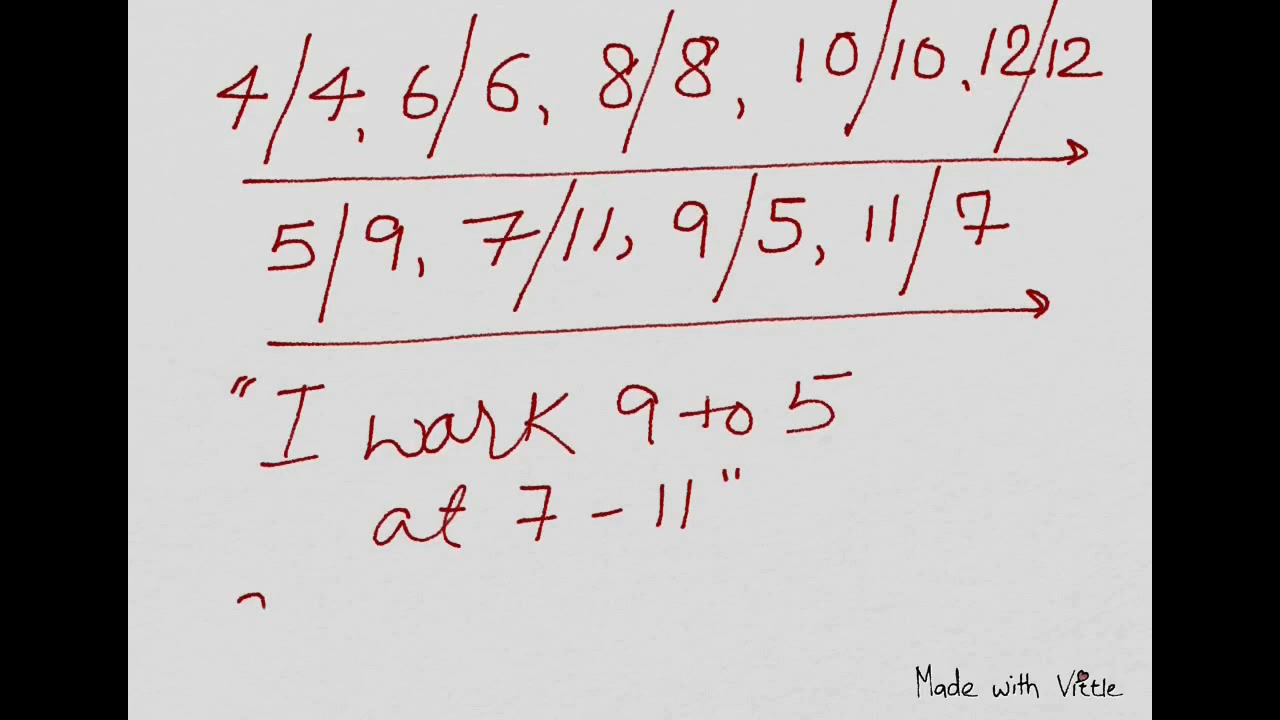 4/4, 6/6, 8/8, 10/10, 12/12
5/9, 7/11, 9/5, 11/7
"I work 9 to 5
at 7-11"
Made with Vittle